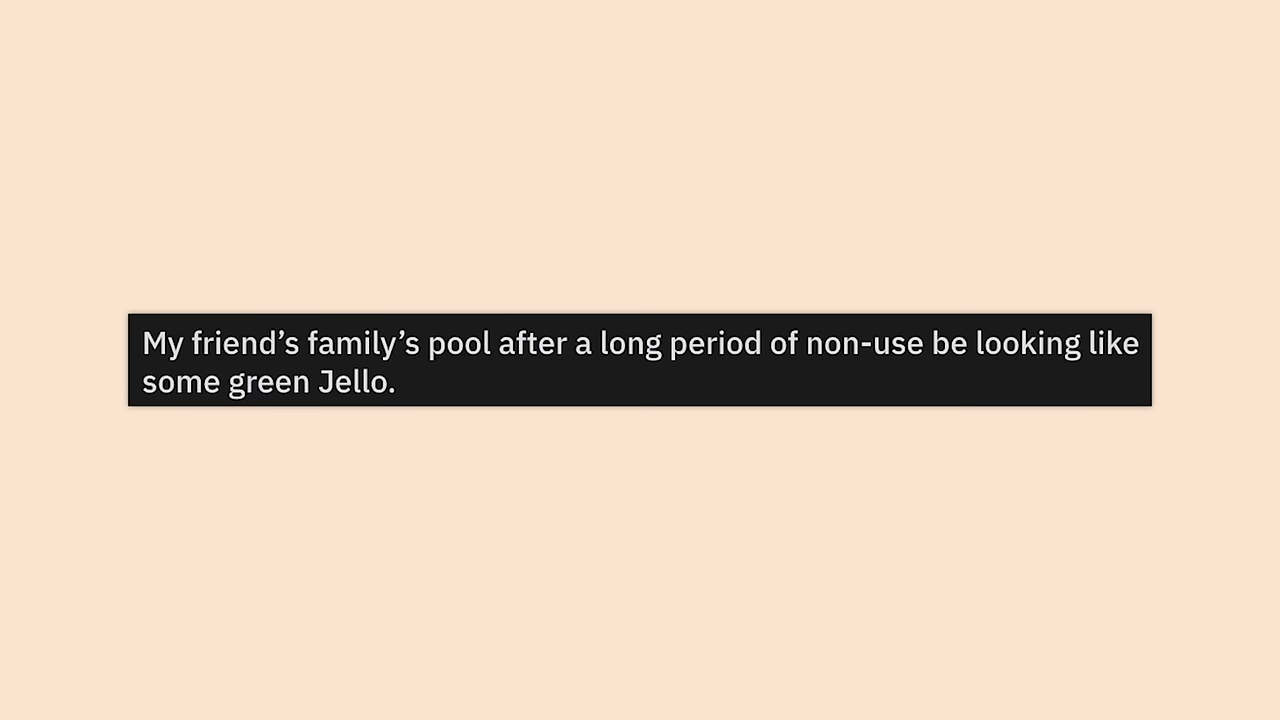 My friend’s family’s pool after a long period of non-use be looking like
some green Jello.